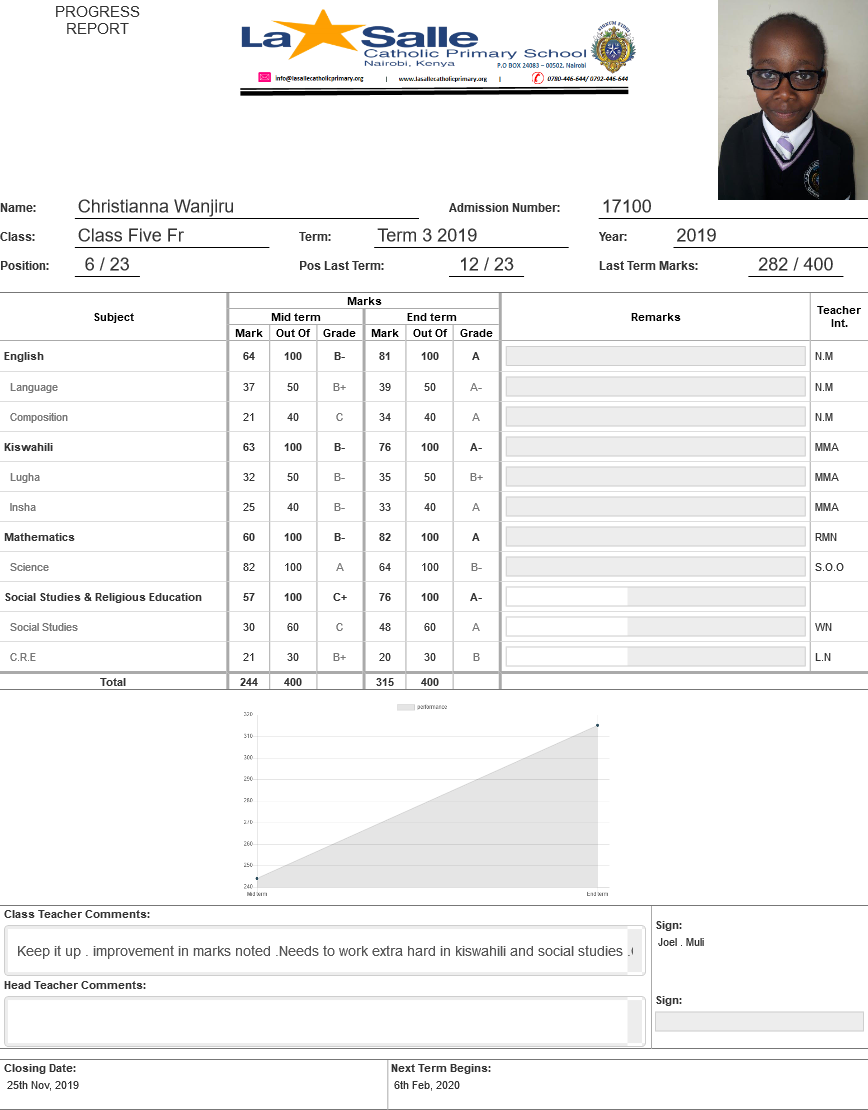 PROGRESS
REPORT
La Salle
Catholic Primary School
Nairobi, Kenya
P.O BOX 24083 – 00502, Nairobi
info@lasallecatholicprimary.org | www.lasallecatholicprimary.org | 0780-446-644/ 0792-446-644
Name: Christianna Wanjiru Admission Number: 17100
Class: Class Five Fr Term: Term 3 2019 Year: 2019
Position: 6 / 23 Pos Last Term: 12 / 23 Last Term Marks: 282 / 400
Subject Marks Remarks Teacher Int.
Mid term End term
Mark Out Of Grade Mark Out Of Grade
English 64 100 B- 81 100 A N.M
Language 37 50 B+ 39 50 A- N.M
Composition 21 40 C 34 40 A N.M
Kiswahili 63 100 B- 76 100 A- MMA
Lugha 32 50 B- 35 50 B+ MMA
Insha 25 40 B- 33 40 A MMA
Mathematics 60 100 B- 82 100 A RMN
Science 82 100 A 64 100 B- S.O.O
Social Studies & Religious Education 57 100 C+ 76 100 A-
Social Studies 30 60 C 48 60 A WN
C.R.E 21 30 B+ 20 30 B L.N
Total 244 400 315 400
performance
320
310
300
290
280
270
260
250
240
Mid term End term
Class Teacher Comments:
Keep it up . improvement in marks noted .Needs to work extra hard in kiswahili and social studies .
Sign:
Joel . Muli
Head Teacher Comments:
Sign:
Closing Date: Next Term Begins:
25th Nov, 2019 6th Feb, 2020